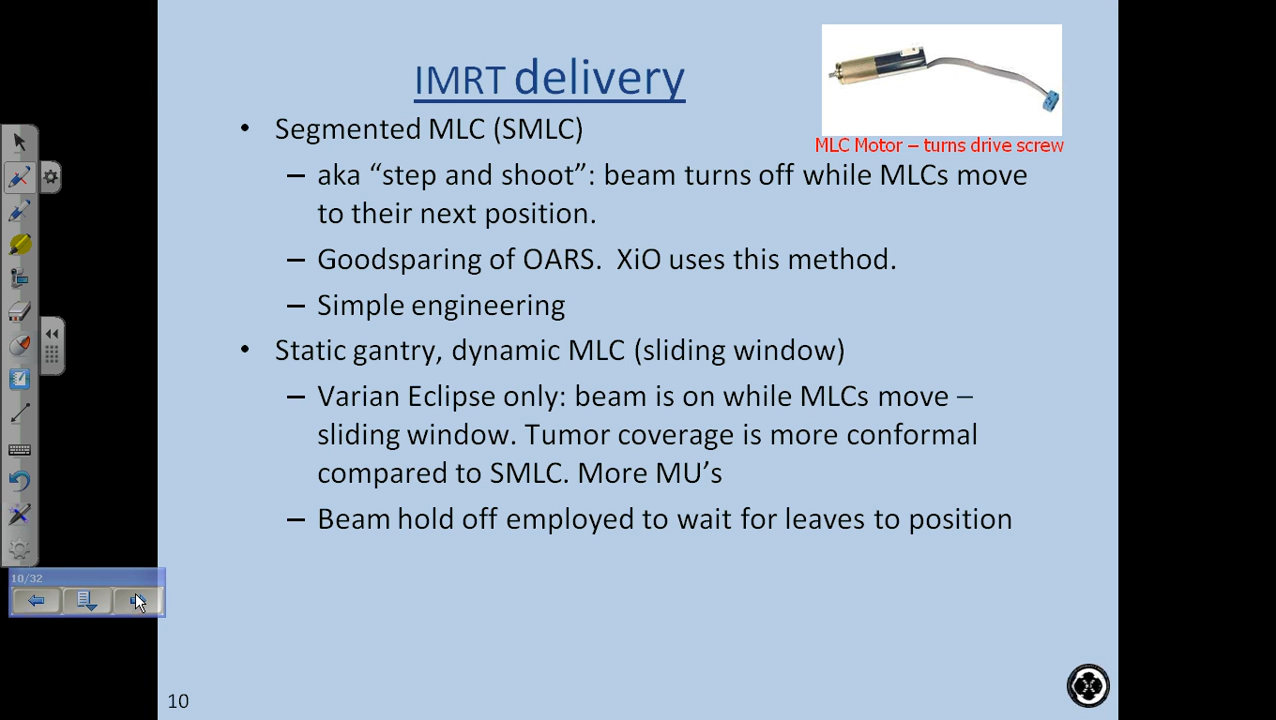 IMRT delivery
MLC Motor – turns drive screw
• Segmented MLC (SMLC)
– aka “step and shoot”: beam turns off while MLCs move
to their next position.
– Goodsparing of OARS.  XiO uses this method.
– Simple engineering
• Static gantry, dynamic MLC (sliding window)
– Varian Eclipse only: beam is on while MLCs move –
sliding window. Tumor coverage is more conformal
compared to SMLC. More MU’s
– Beam hold off employed to wait for leaves to position
10/32
10